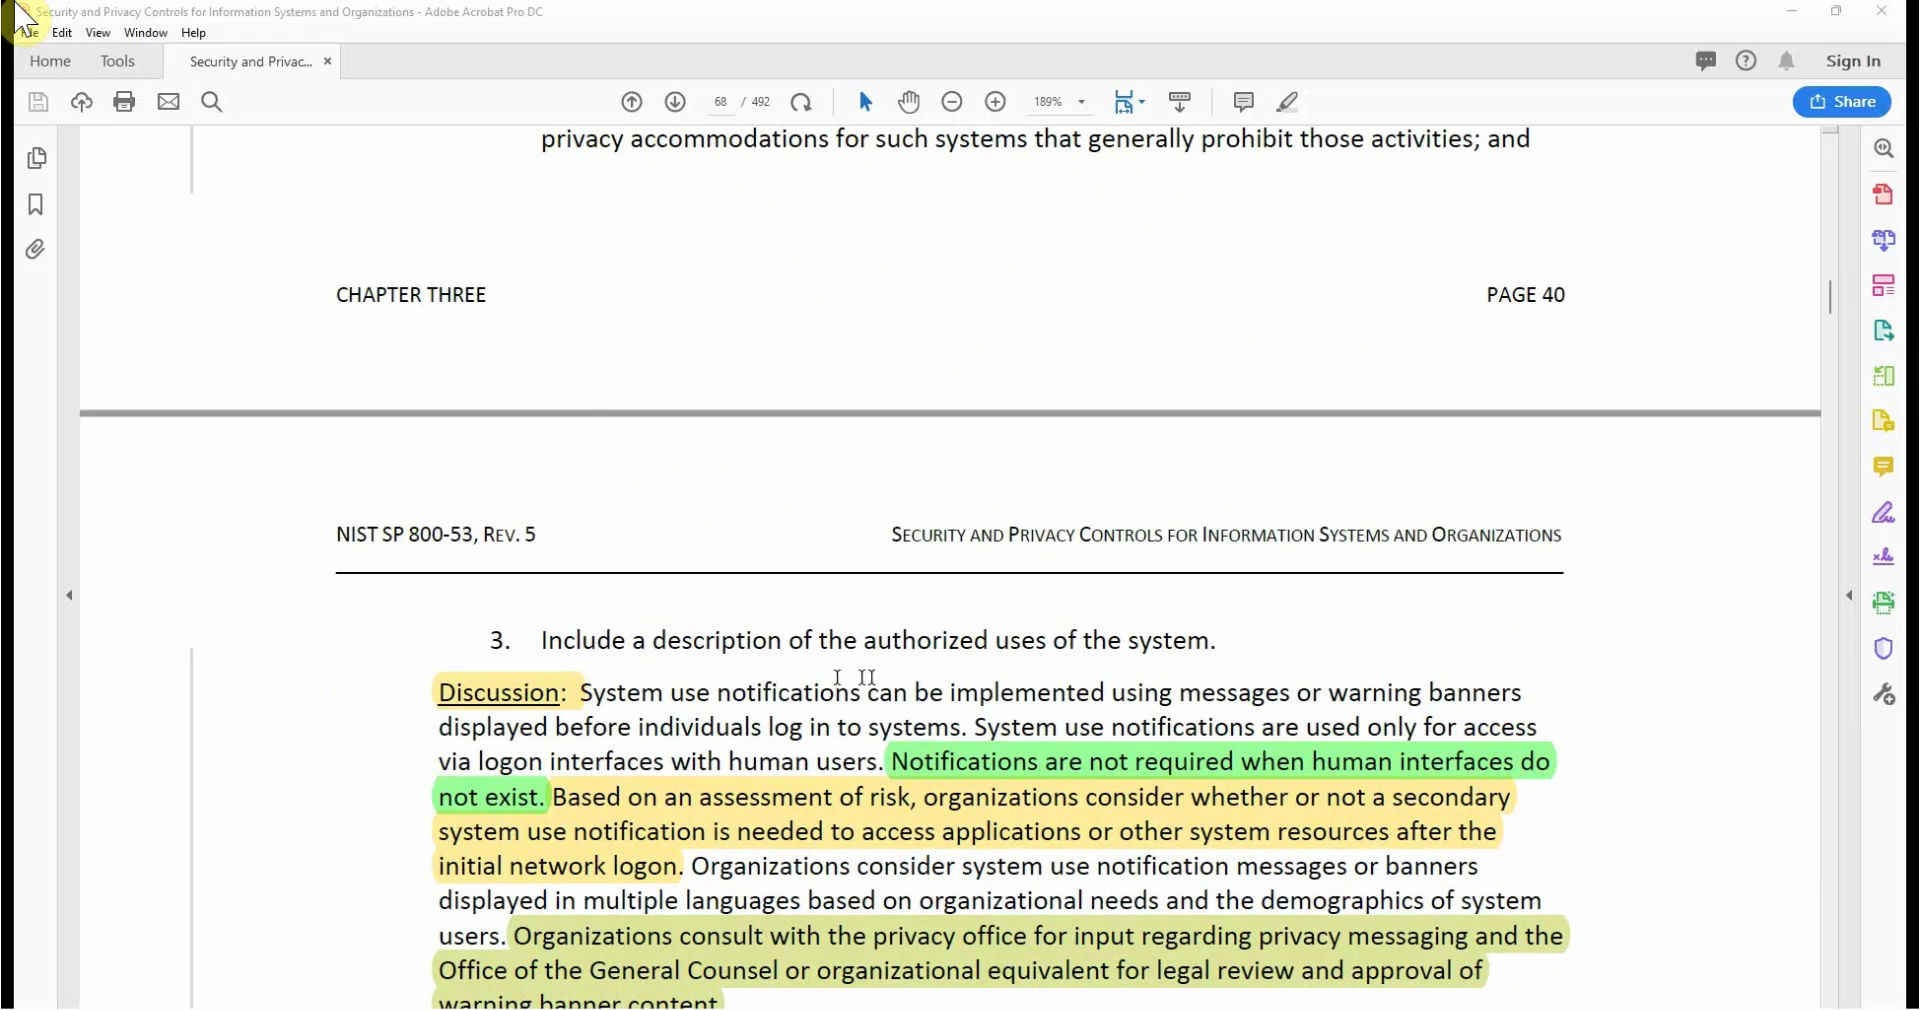 Security and Privacy Controls for Information Systems and Organizations - Adobe Acrobat Pro DC
File Edit View Window Help
Home Tools Security and Privac... × Sign In
68 / 492 189% Share
privacy accommodations for such systems that generally prohibit those activities; and
CHAPTER THREE PAGE 40
NIST SP 800-53, REV. 5 SECURITY AND PRIVACY CONTROLS FOR INFORMATION SYSTEMS AND ORGANIZATIONS
3. Include a description of the authorized uses of the system.
Discussion: System use notifications can be implemented using messages or warning banners
displayed before individuals log in to systems. System use notifications are used only for access
via logon interfaces with human users. Notifications are not required when human interfaces do
not exist. Based on an assessment of risk, organizations consider whether or not a secondary
system use notification is needed to access applications or other system resources after the
initial network logon. Organizations consider system use notification messages or banners
displayed in multiple languages based on organizational needs and the demographics of system
users. Organizations consult with the privacy office for input regarding privacy messaging and the
Office of the General Counsel or organizational equivalent for legal review and approval of
warning banner content.